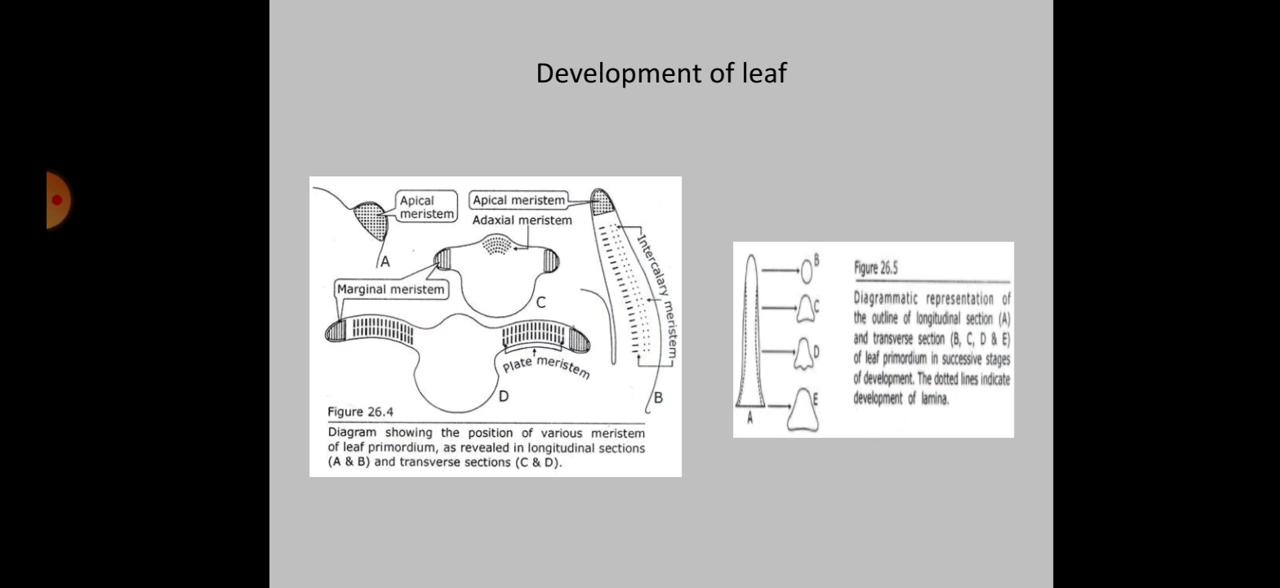 Development of leaf
Apical
meristem
Apical meristem
Adaxial meristem
A
Marginal meristem
C
Intercalary meristem
Plate meristem
D
B
Figure 26.4
Diagram showing the position of various meristem
of leaf primordium, as revealed in longitudinal sections
(A & B) and transverse sections (C & D).
B
C
D
E
A
Figure 26.5
Diagrammatic representation of
the outline of longitudinal section (A)
and transverse section (B, C, D & E)
of leaf primordium in successive stages
of development. The dotted lines indicate
development of lamina.